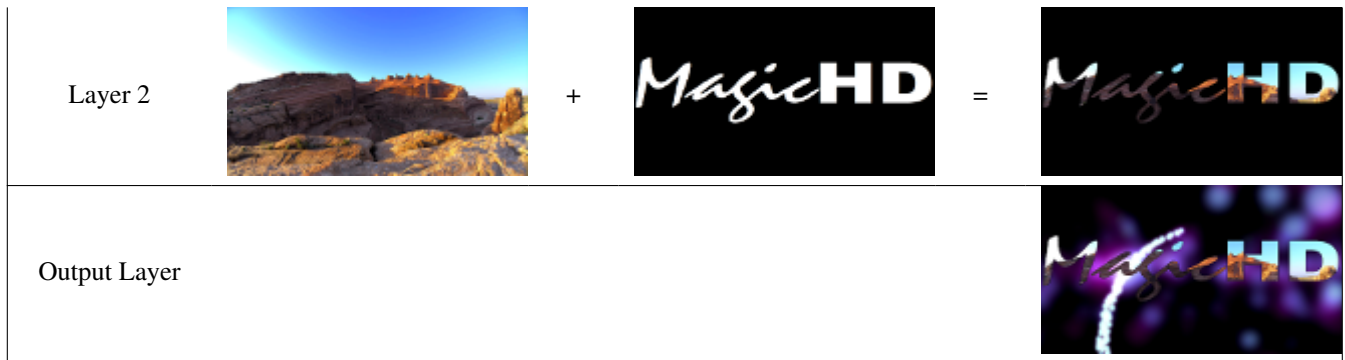 Layer 2
+
MagicHD
=
MagicHD
Output Layer
MagicHD